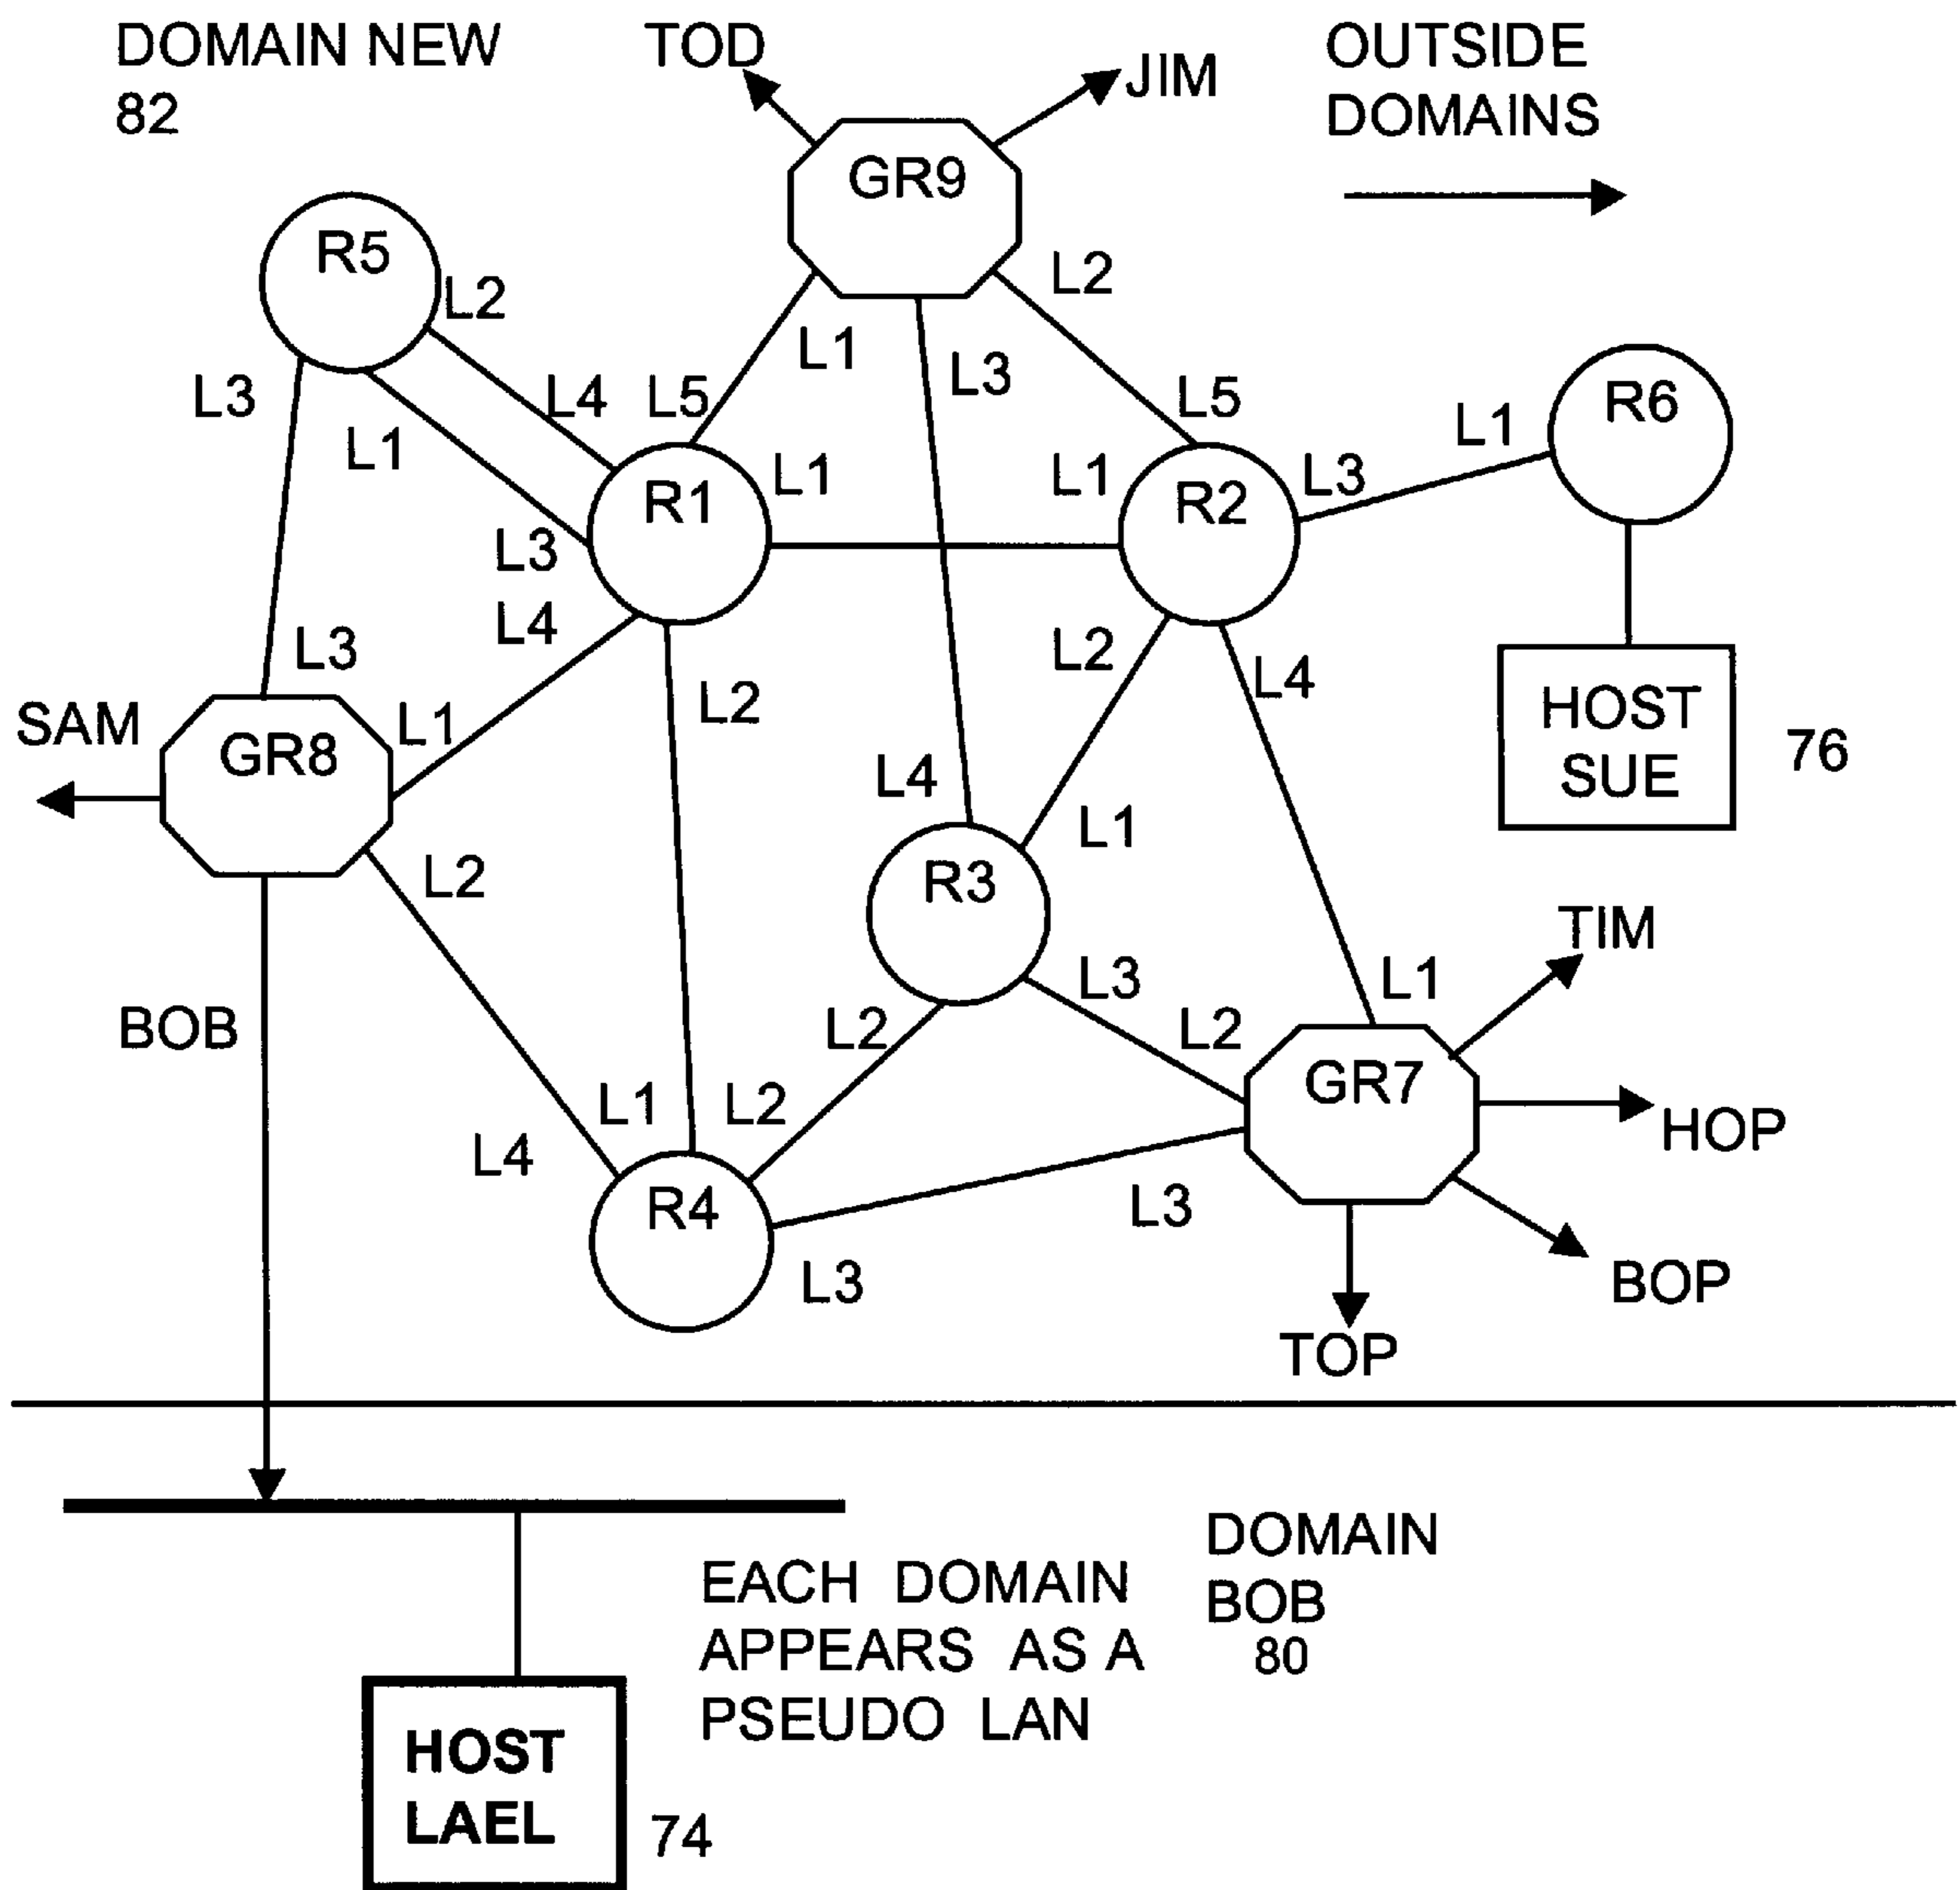 DOMAIN NEW
82
TOD
JIM
OUTSIDE
DOMAINS
GR9
R5
L2
L2
L1
L3
L3
L4
L5
L5
L1
R6
L1
R1
L1
L1
R2
L3
L3
L4
L3
L2
L2
L4
HOST
SUE
76
SAM
GR8
L1
L4
L1
R3
L2
TIM
BOB
L3
L1
L2
L2
GR7
HOP
L1
L2
L4
R4
L3
L3
BOP
TOP
DOMAIN
BOB
80
EACH DOMAIN
APPEARS AS A
PSEUDO LAN
HOST
LAEL
74